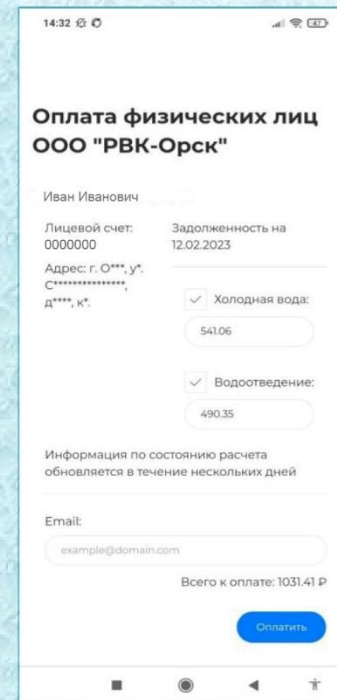 14:32
47
Оплата физических лиц
ООО "РВК-Орск"
Иван Иванович
Лицевой счет:
0000000
Адрес: г. О***, у*.
С***************,
д****, к*.
Задолженность на
12.02.2023
Холодная вода:
541.06
Водоотведение:
490.35
Информация по состоянию расчета
обновляется в течение нескольких дней
Email:
example@domain.com
Всего к оплате: 1031.41 ₽
Оплатить